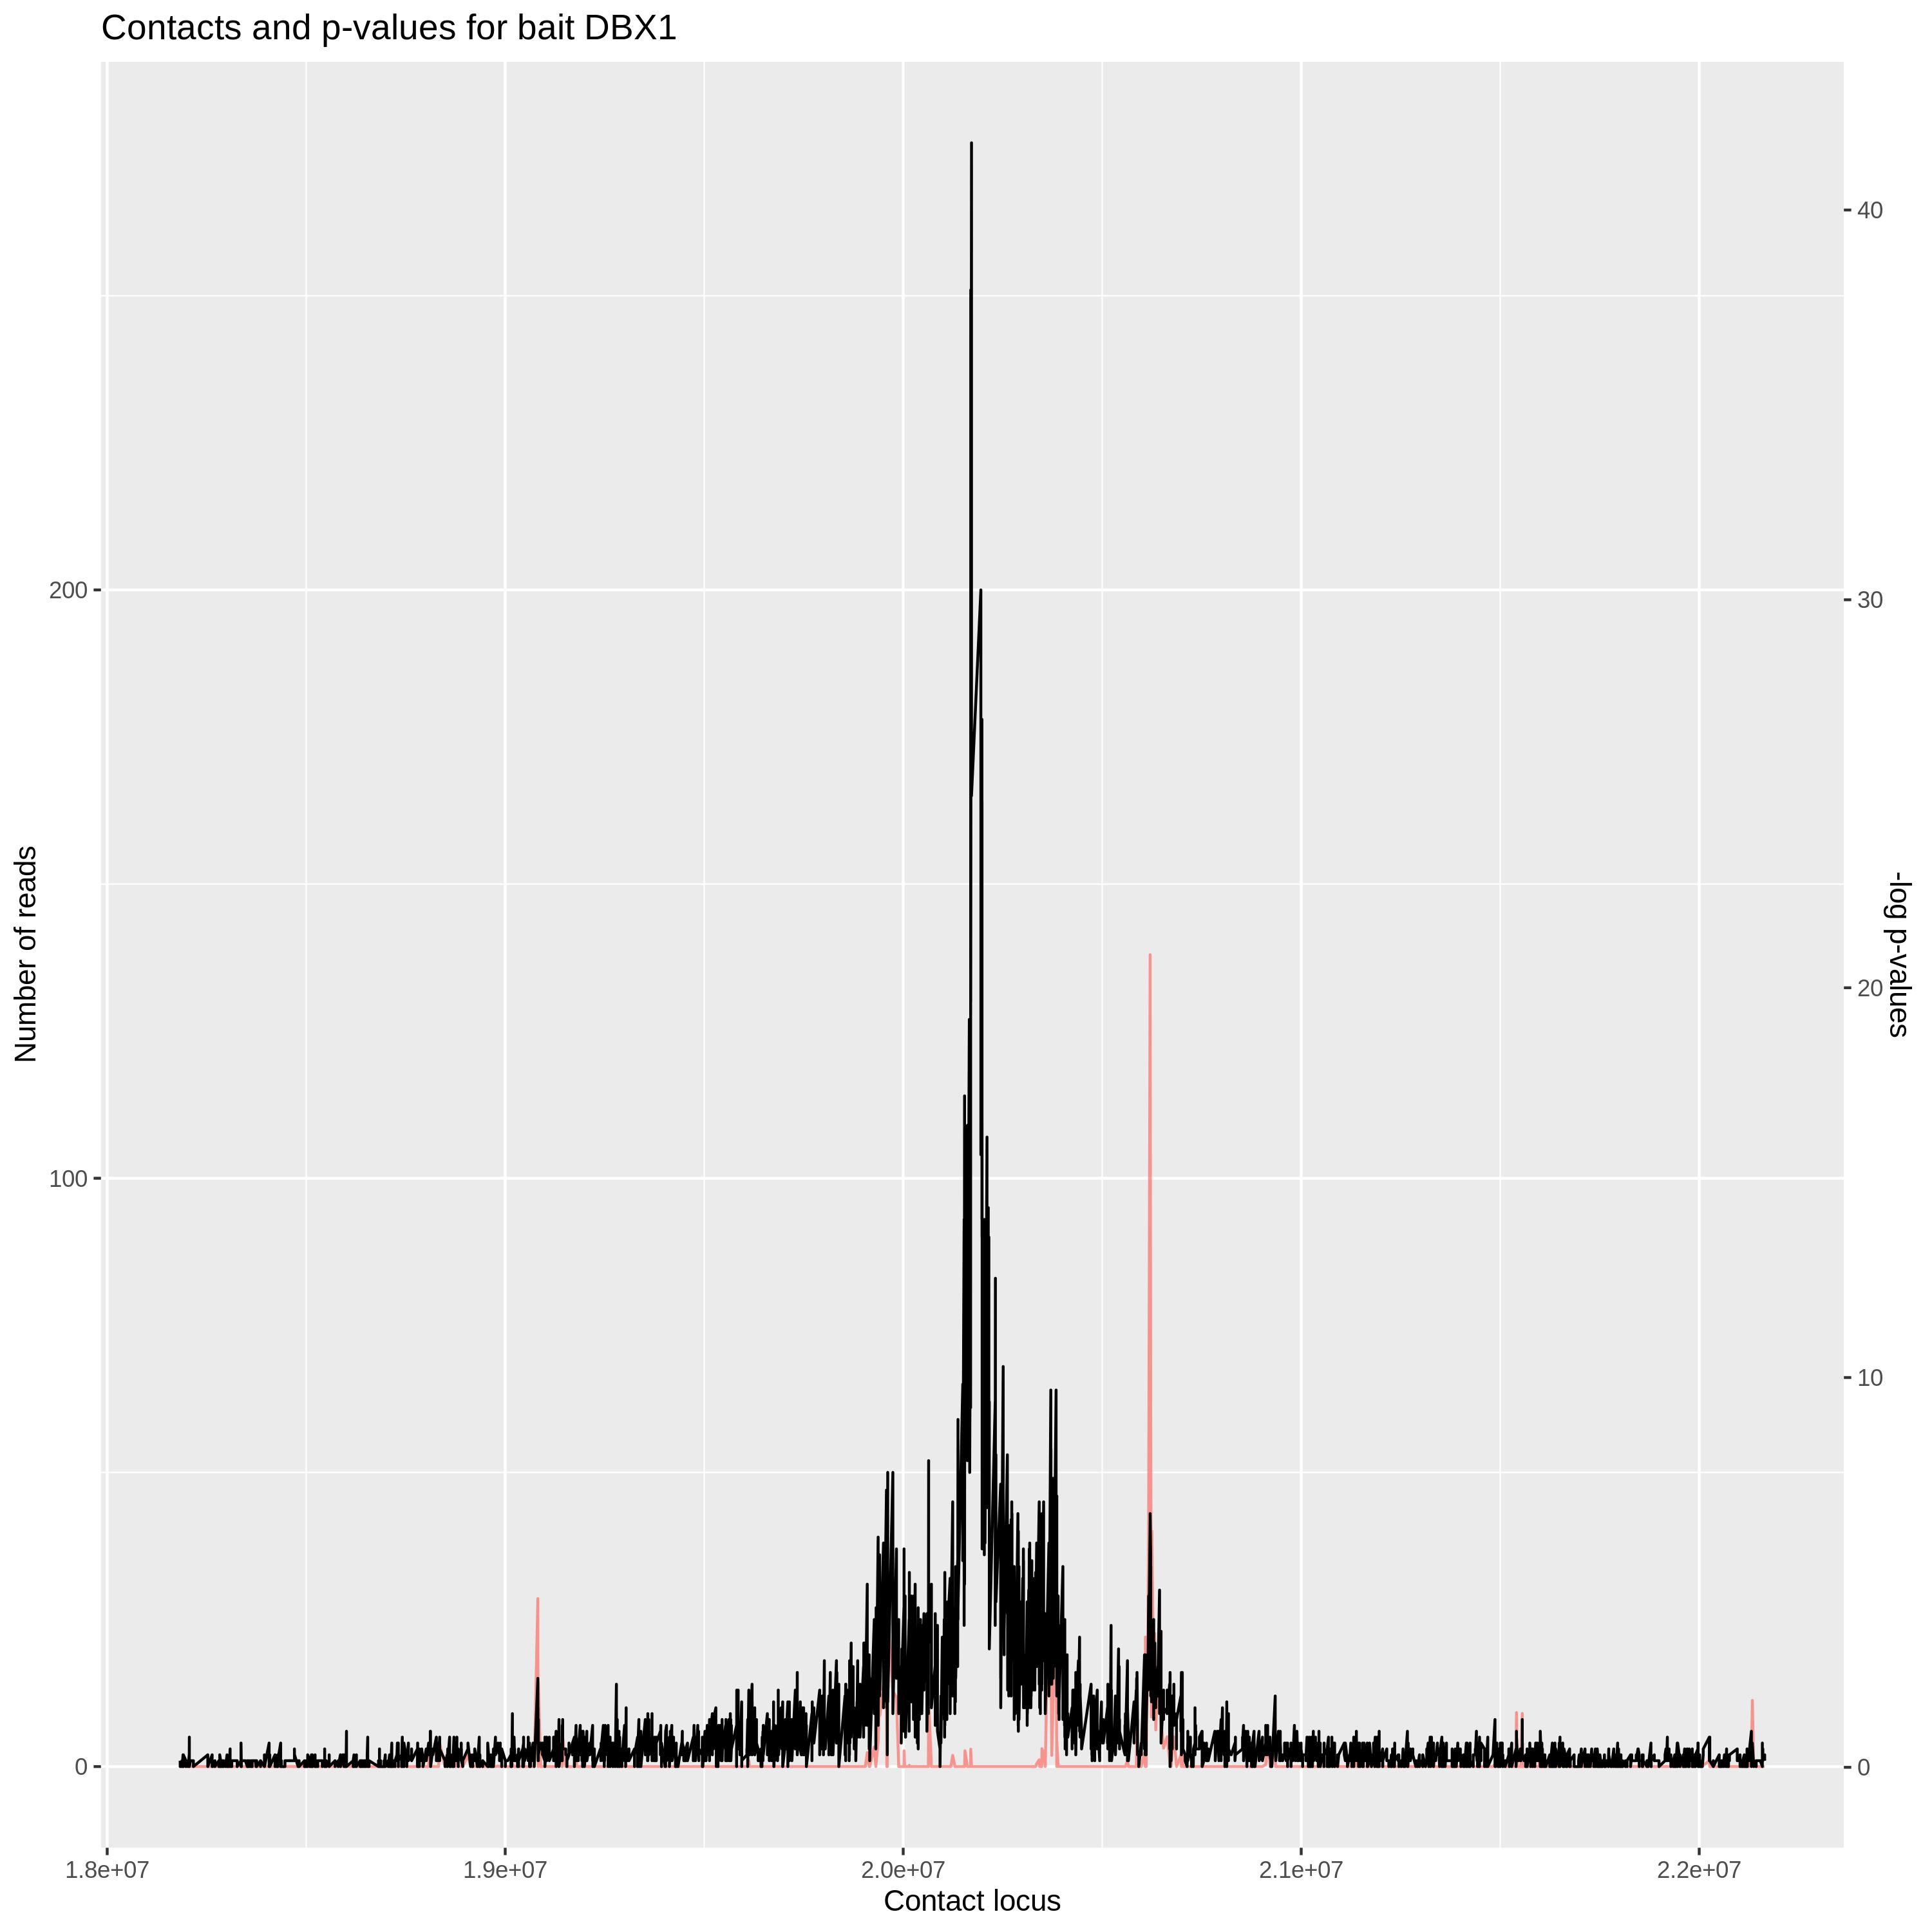 Contacts and p-values for bait DBX1
Number of reads
200
100
0
40
30
20
10
0
-log p-values
1.8e+07
1.9e+07
2.0e+07
2.1e+07
2.2e+07
Contact locus